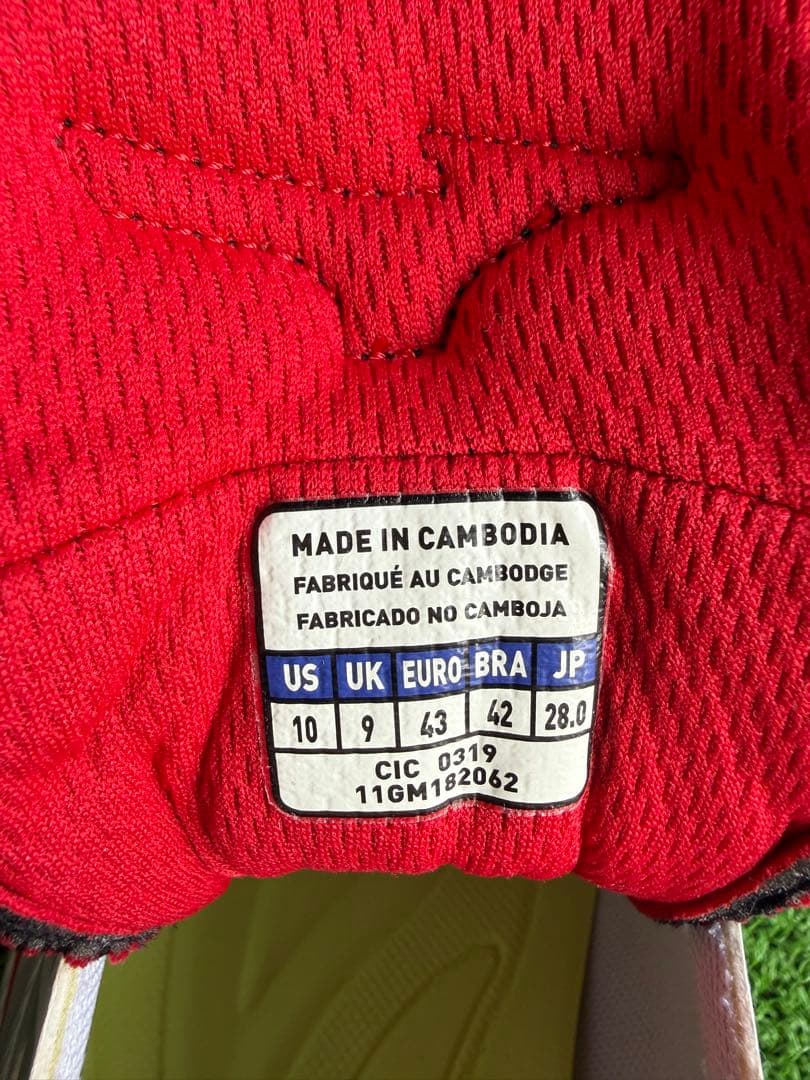 MADE IN CAMBODIA
FABRIQUÉ AU CAMBODGE
FABRICADO NO CAMBOJA
US UK EURO BRA JP
10 9 43 42 28.0
CIC 0319
11GM182062